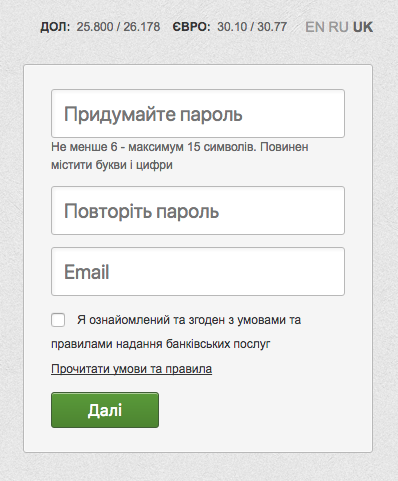 ДОЛ: 25.800 / 26.178 ЄВРО: 30.10 / 30.77 EN RU UK
Придумайте пароль
Не менше 6 - максимум 15 символів. Повинен
містити букви і цифри
Повторіть пароль
Email
Я ознайомлений та згоден з умовами та
правилами надання банківських послуг
Прочитати умови та правила
Далі